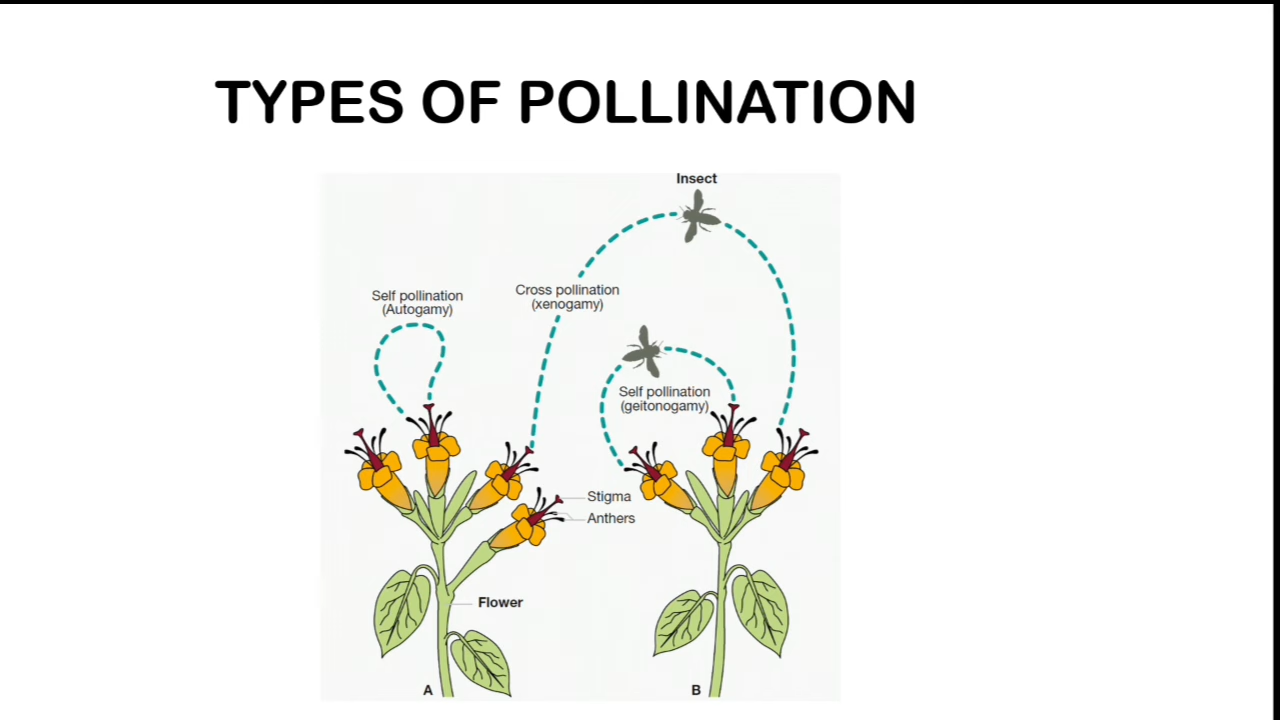 TYPES OF POLLINATION
Insect
Self pollination
(Autogamy)
Cross pollination
(xenogamy)
Self pollination
(geitonogamy)
Stigma
Anthers
Flower
A
B